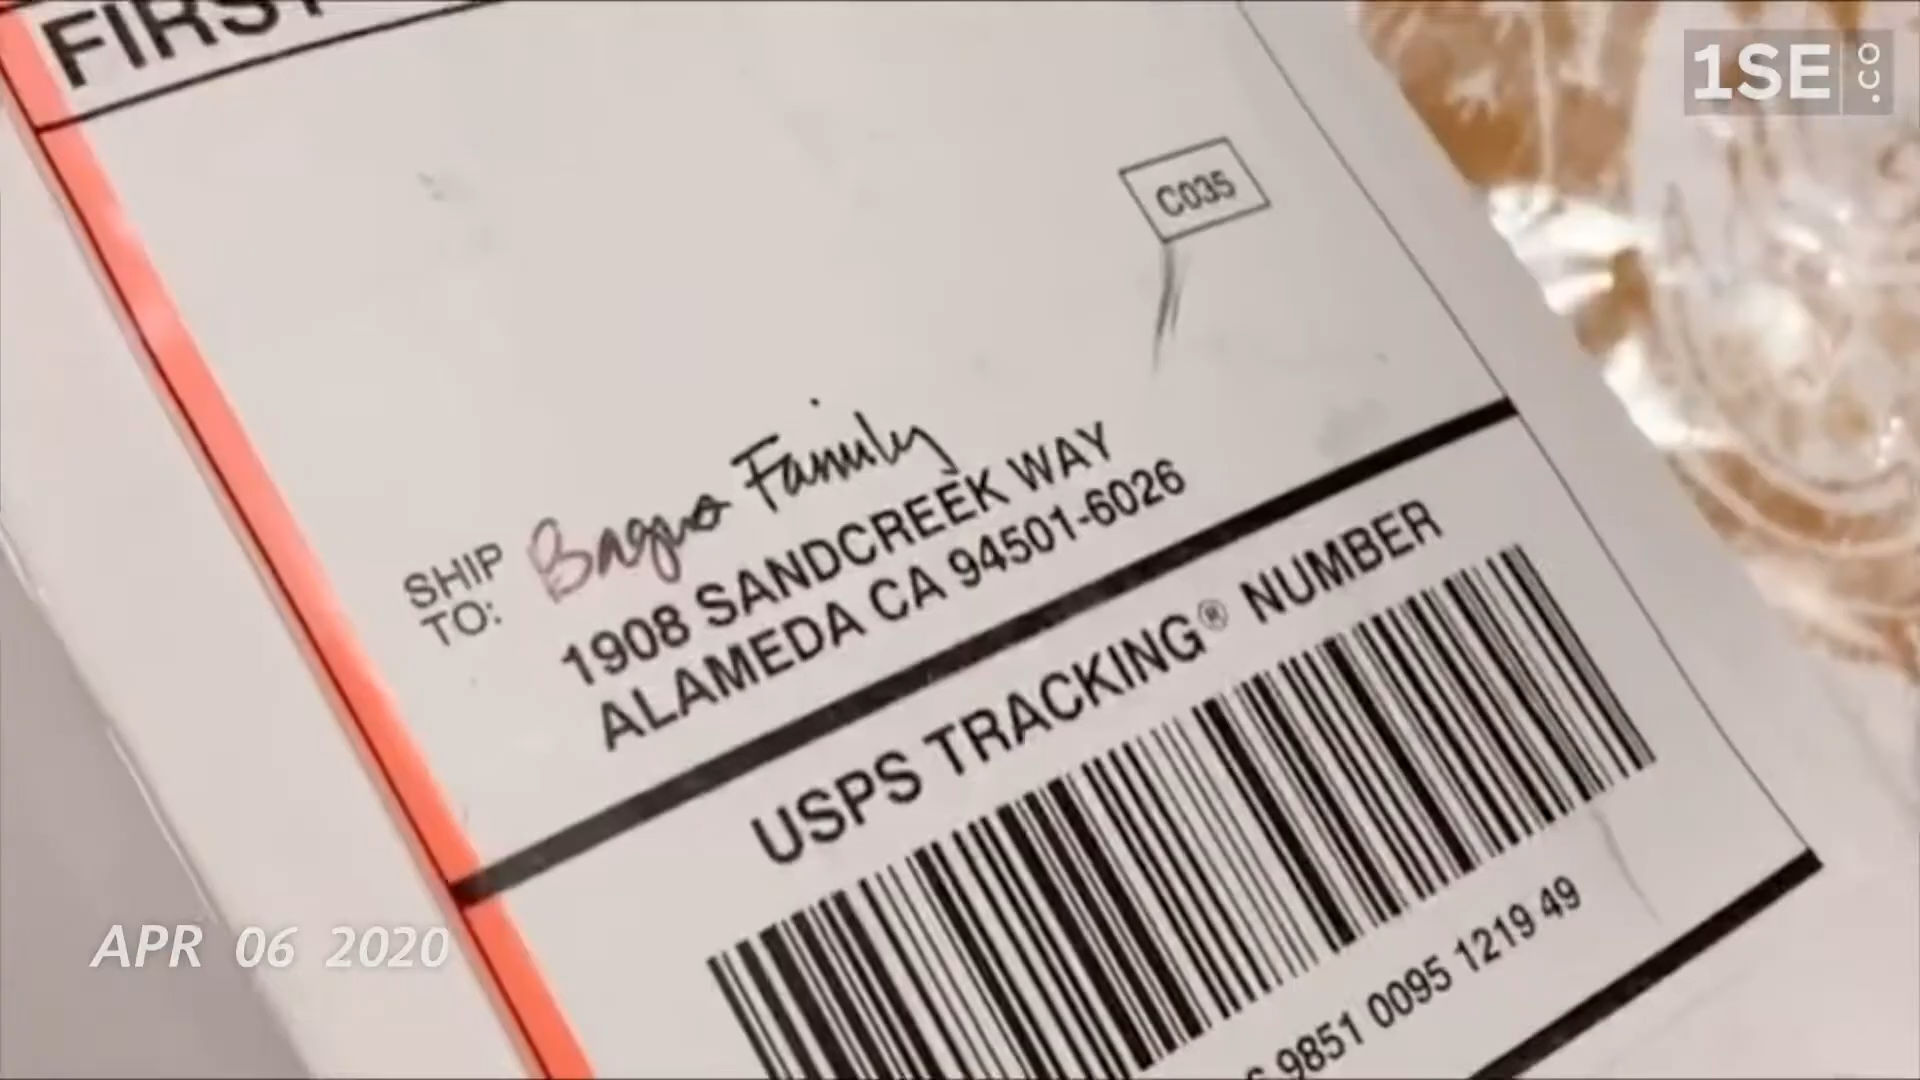 FIRST
1SE
.CO
C035
SHIP
TO:
Family
1908 SANDCREEK WAY
ALAMEDA CA 94501-6026
USPS TRACKING® NUMBER
9851 0095 1219 49
APR 06 2020